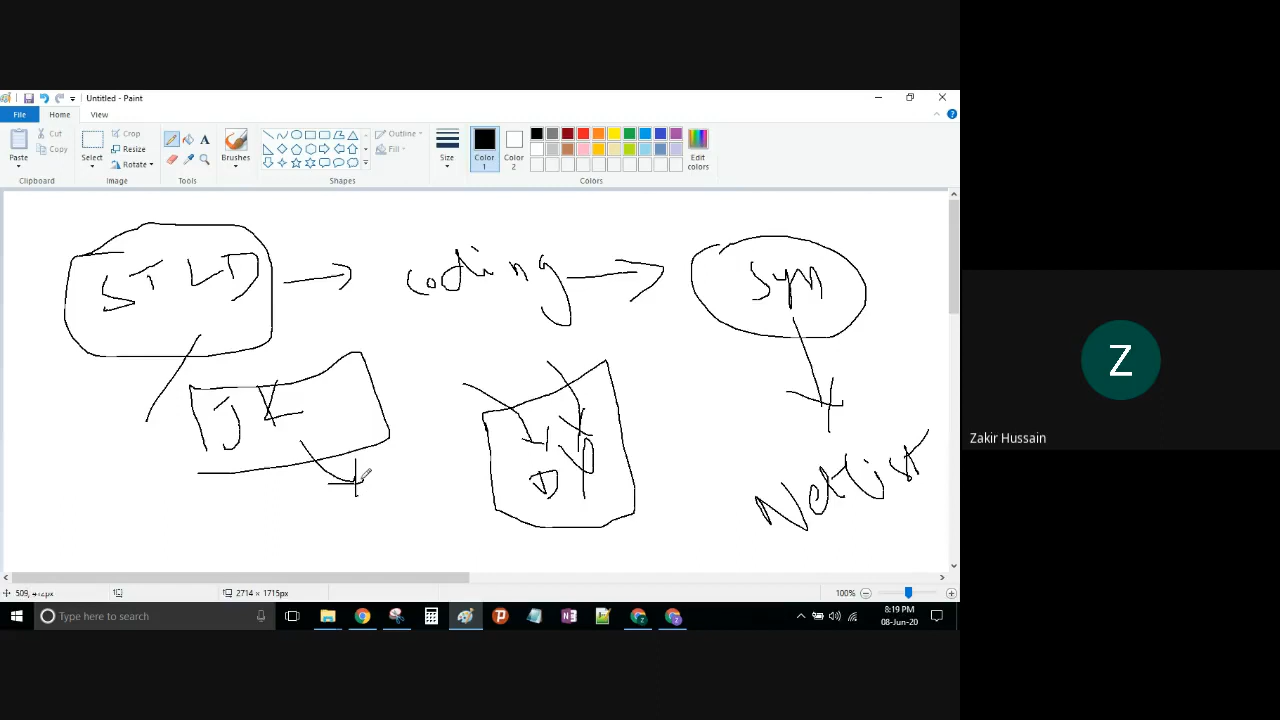 Untitled - Paint
File Home View
Paste
Cut
Copy
Clipboard
Select
Crop
Resize
Rotate
Image
A
Tools
Brushes
Outline
Fill
Shapes
Size
Color 1
Color 2
Edit colors
Colors
STLD
coding
Syn
JK
D
Netlist
2714 × 1715px
100%
Type here to search
8:19 PM
08-Jun-20
Z
Zakir Hussain